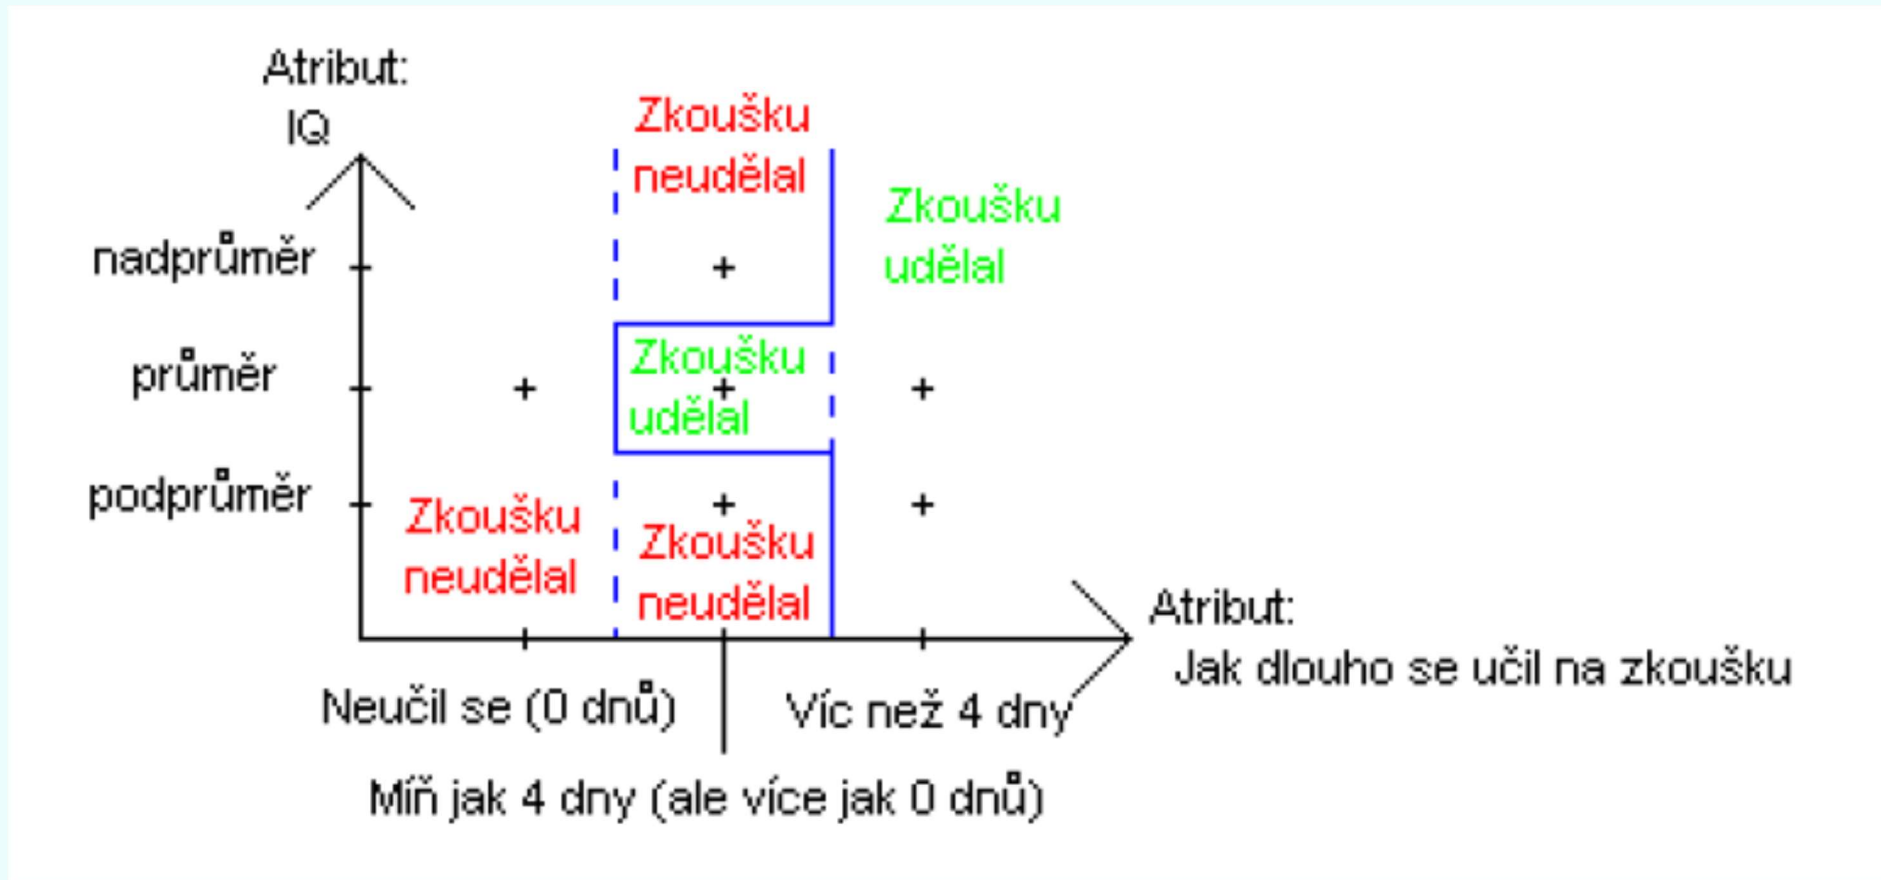 Atribut:
IQ
Zkoušku
neudělal
Zkoušku
udělal
nadprůměr
průměr
Zkoušku
udělal
podprůměr
Zkoušku
neudělal
Zkoušku
neudělal
Atribut:
Jak dlouho se učil na zkoušku
Neučil se (0 dnů)
Víc než 4 dny
Míň jak 4 dny (ale více jak 0 dnů)